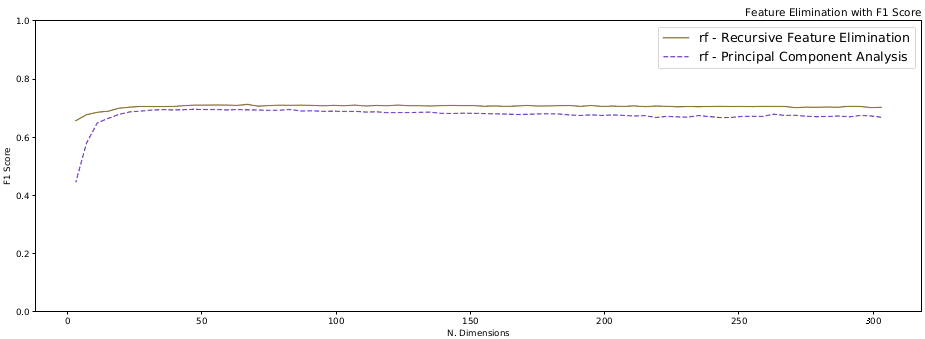 Feature Elimination with F1 Score
rf - Recursive Feature Elimination
rf - Principal Component Analysis
1.0
0.8
0.6
0.4
0.2
0.0
F1 Score
0 50 100 150 200 250 300
N. Dimensions